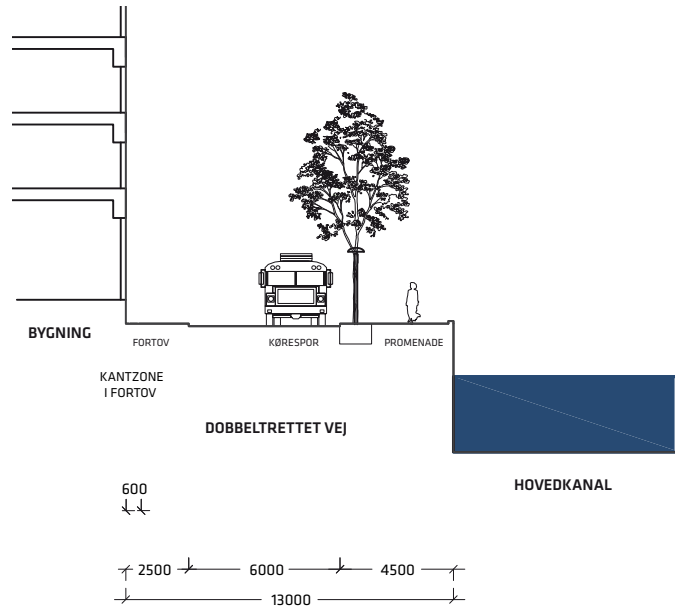 BYGNING
FORTOV
KØRESPOR
PROMENADE
KANTZONE
I FORTOV
DOBBELTRETTET VEJ
HOVEDKANAL
600
2500
6000
4500
13000